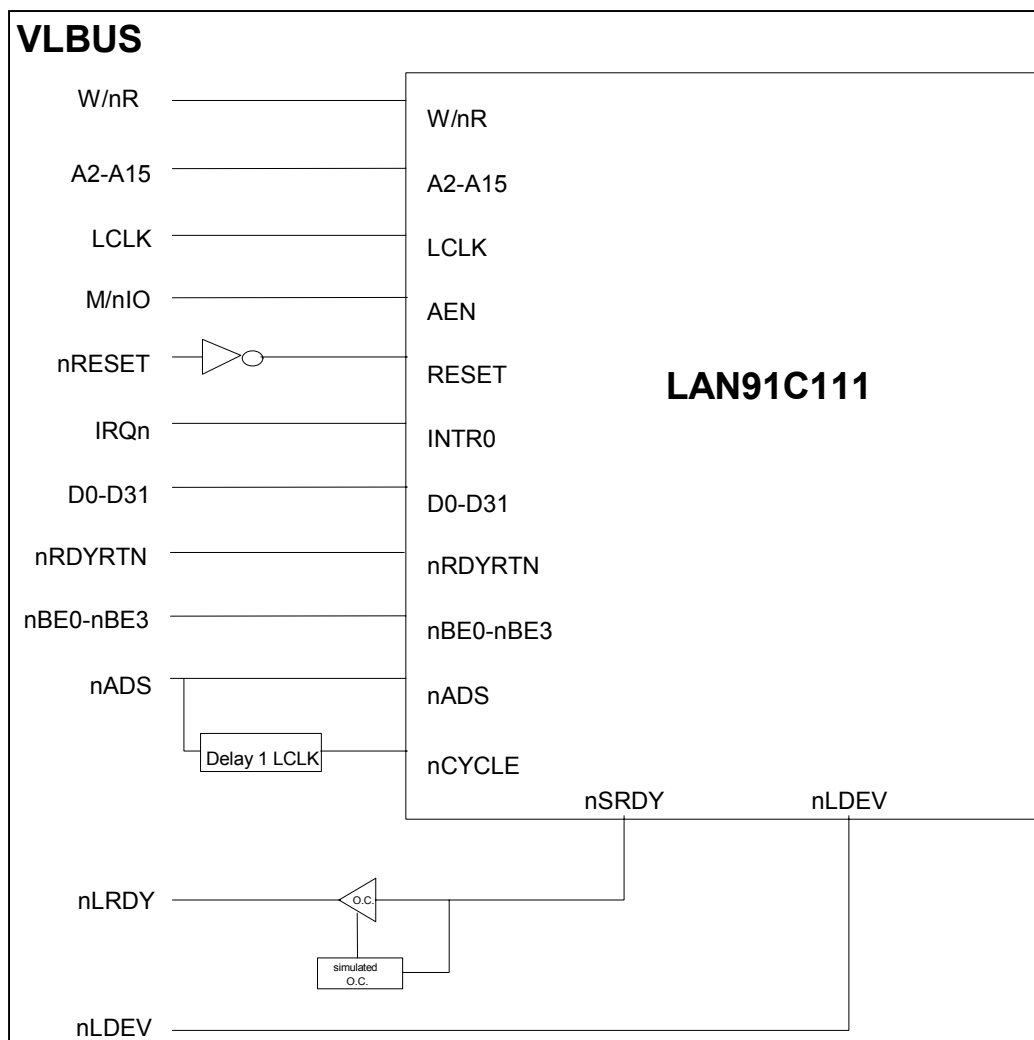 VLBUS
W/nR
W/nR
A2-A15
A2-A15
LCLK
LCLK
M/nIO
AEN
nRESET
RESET
LAN91C111
IRQn
INTR0
D0-D31
D0-D31
nRDYRTN
nRDYRTN
nBE0-nBE3
nBE0-nBE3
nADS
nADS
Delay 1 LCLK
nCYCLE
nSRDY
nLDEV
nLRDY
O.C.
simulated
O.C.
nLDEV